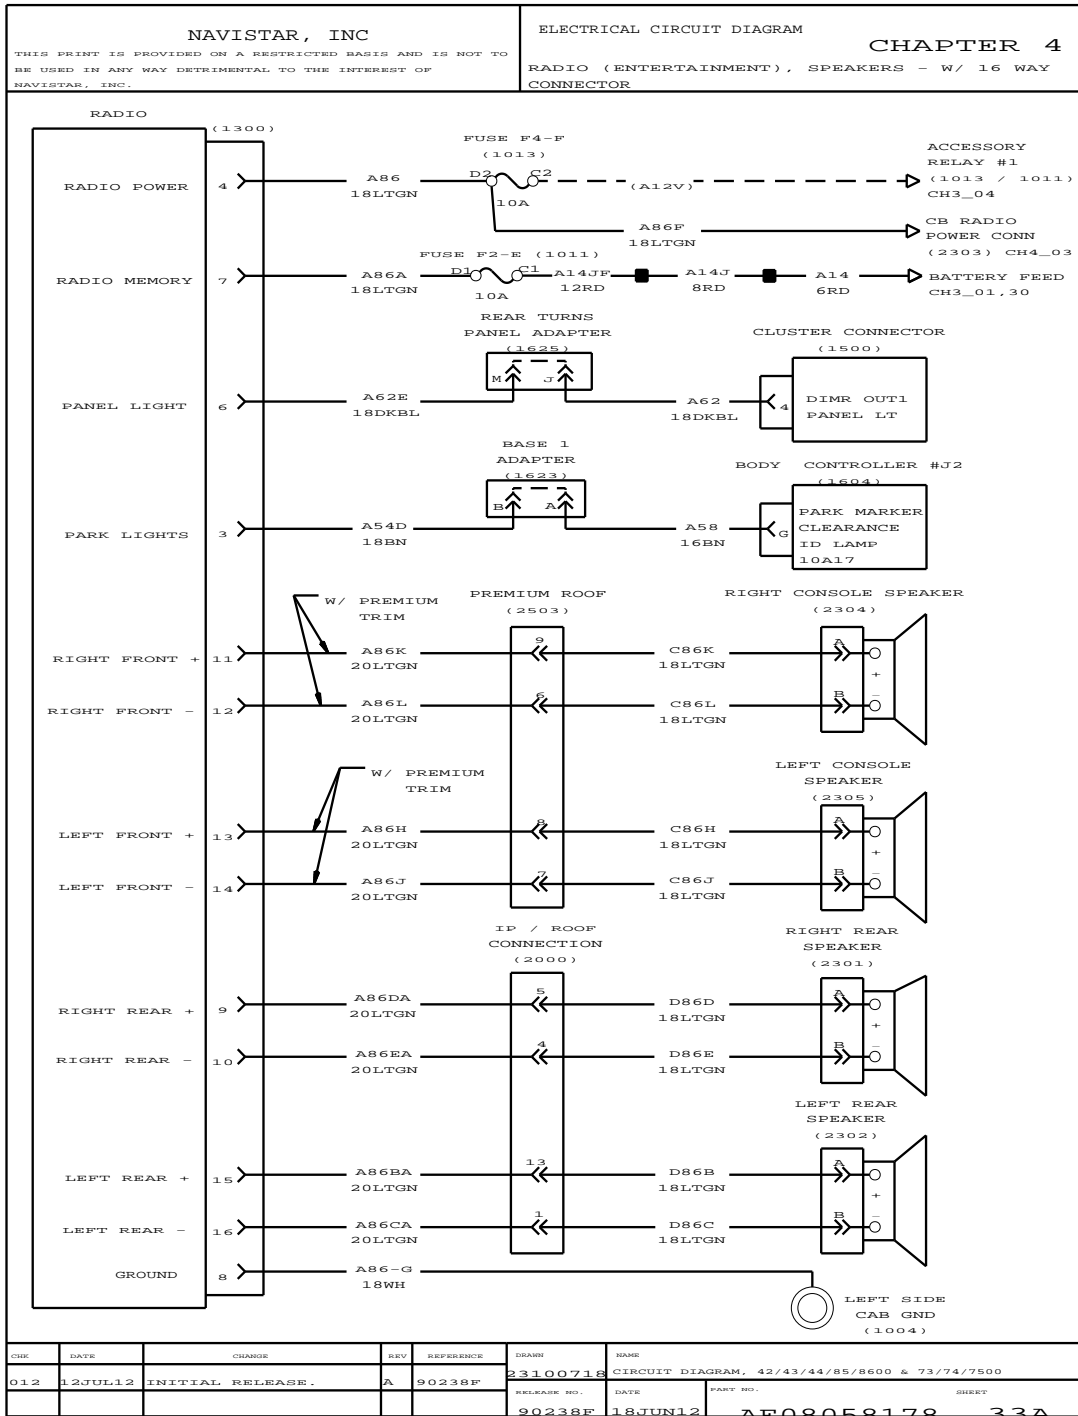 NAVISTAR, INC
THIS PRINT IS PROVIDED ON A RESTRICTED BASIS AND IS NOT TO
BE USED IN ANY WAY DETRIMENTAL TO THE INTEREST OF
NAVISTAR, INC.
ELECTRICAL CIRCUIT DIAGRAM
CHAPTER 4
RADIO (ENTERTAINMENT), SPEAKERS - W/ 16 WAY
CONNECTOR
RADIO
(1300)
FUSE F4-F
(1013)
ACCESSORY
RELAY #1
(1013 / 1011)
CH3_04
RADIO POWER 4 A86 D2 C2 (A12V)
18LTGN 10A
A86F
18LTGN
CB RADIO
POWER CONN
(2303) CH4_03
FUSE F2-E (1011)
RADIO MEMORY 7 A86A D1 C1 A14JF A14J A14
18LTGN 10A 12RD 8RD 6RD
BATTERY FEED
CH3_01,30
REAR TURNS
PANEL ADAPTER
(1625)
CLUSTER CONNECTOR
(1500)
M J
PANEL LIGHT 6 A62E A62 4 DIMR OUT1
18DKBL 18DKBL PANEL LT
BASE 1
ADAPTER
(1623)
BODY CONTROLLER #J2
(1604)
B A
PARK LIGHTS 3 A54D A58 G
18BN 16BN
PARK MARKER
CLEARANCE
ID LAMP
10A17
W/ PREMIUM
TRIM
PREMIUM ROOF
(2503)
RIGHT CONSOLE SPEAKER
(2304)
RIGHT FRONT + 11 A86K 9 C86K A +
20LTGN 18LTGN
RIGHT FRONT - 12 A86L 6 C86L B -
20LTGN 18LTGN
W/ PREMIUM
TRIM
LEFT CONSOLE
SPEAKER
(2305)
LEFT FRONT + 13 A86H 8 C86H A +
20LTGN 18LTGN
LEFT FRONT - 14 A86J 7 C86J B -
20LTGN 18LTGN
IP / ROOF
CONNECTION
(2000)
RIGHT REAR
SPEAKER
(2301)
RIGHT REAR + 9 A86DA 5 D86D A +
20LTGN 18LTGN
RIGHT REAR - 10 A86EA 4 D86E B -
20LTGN 18LTGN
LEFT REAR
SPEAKER
(2302)
LEFT REAR + 15 A86BA 13 D86B A +
20LTGN 18LTGN
LEFT REAR - 16 A86CA 1 D86C B -
20LTGN 18LTGN
GROUND 8 A86-G
18WH
LEFT SIDE
CAB GND
(1004)
CHK DATE CHANGE REV REFERENCE
012 12JUL12 INITIAL RELEASE. A 90238F
DRAWN
23100718
NAME
CIRCUIT DIAGRAM, 42/43/44/85/8600 & 73/74/7500
RELEASE NO. DATE PART NO. SHEET
90238F 18JUN12 AF08058178 33A